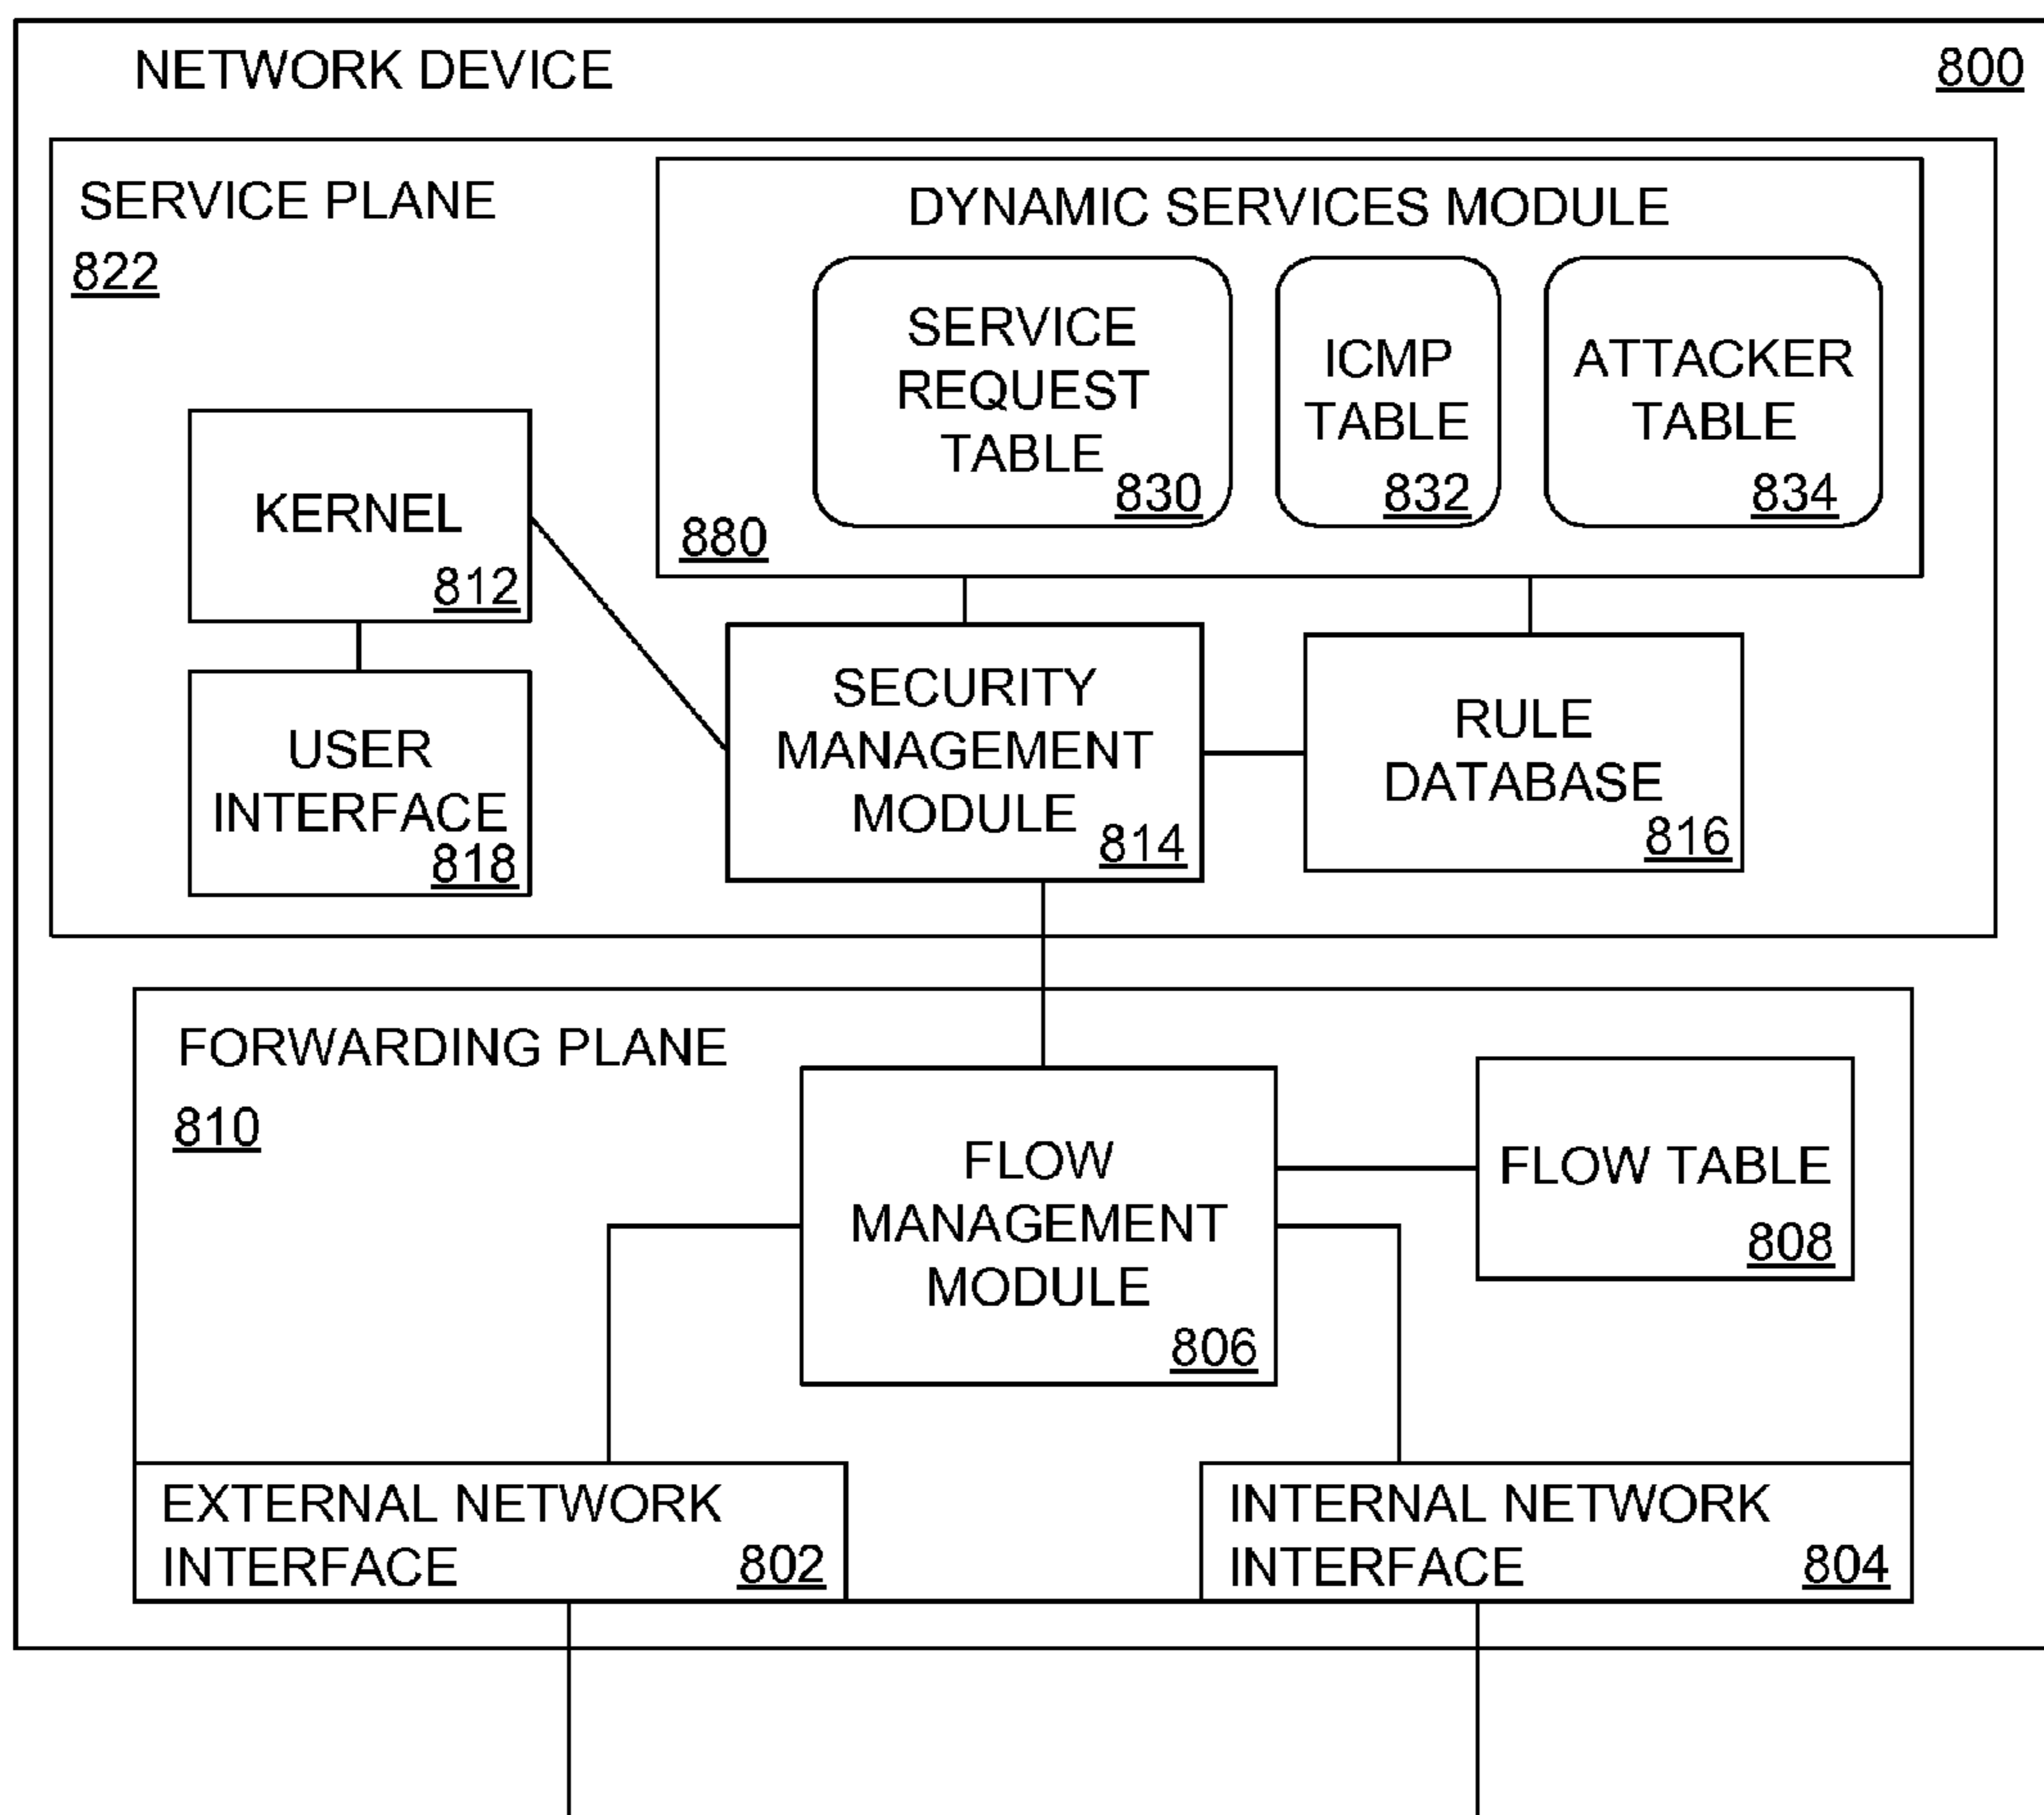 NETWORK DEVICE
800
SERVICE PLANE
822
DYNAMIC SERVICES MODULE
SERVICE
REQUEST
TABLE
830
ICMP
TABLE
832
ATTACKER
TABLE
834
880
KERNEL
812
USER
INTERFACE
818
SECURITY
MANAGEMENT
MODULE
814
RULE
DATABASE
816
FORWARDING PLANE
810
FLOW
MANAGEMENT
MODULE
806
FLOW TABLE
808
EXTERNAL NETWORK
INTERFACE
802
INTERNAL NETWORK
INTERFACE
804